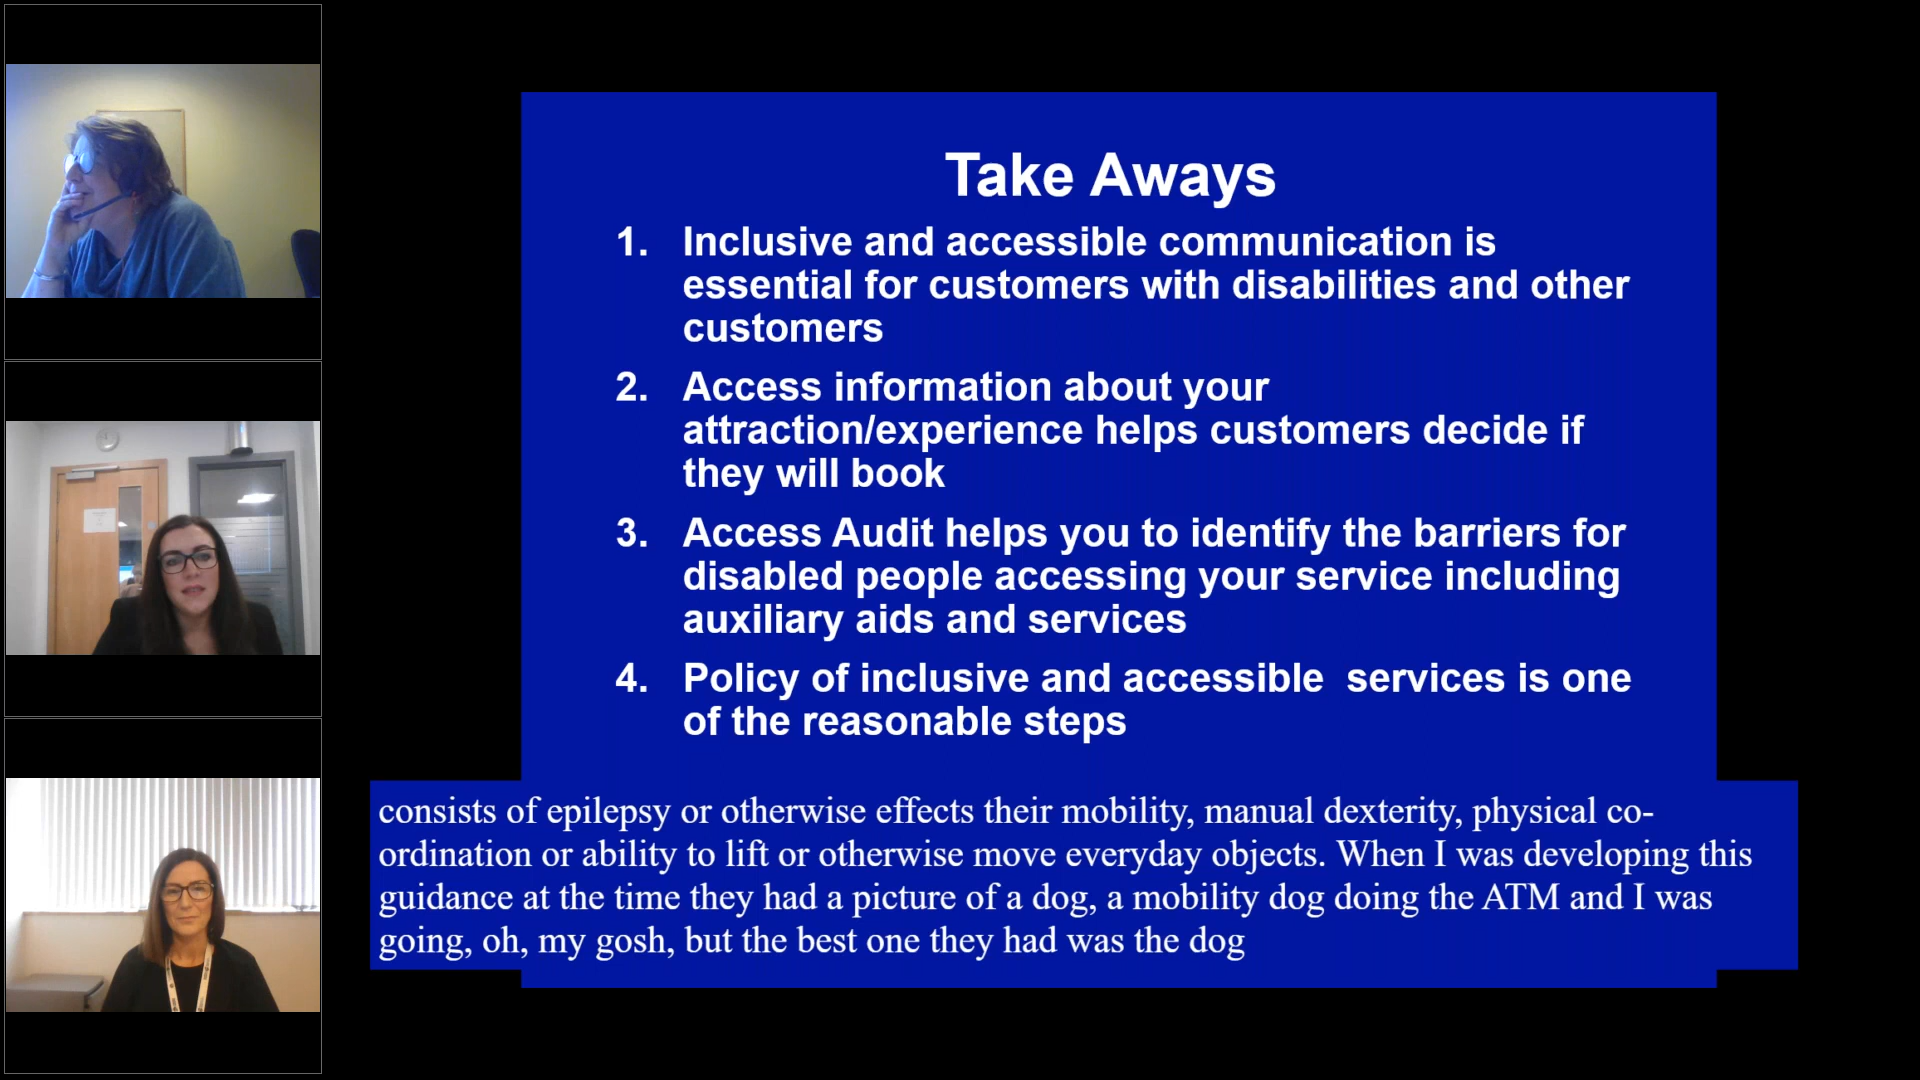 Take Aways
1. Inclusive and accessible communication is
essential for customers with disabilities and other
customers
2. Access information about your
attraction/experience helps customers decide if
they will book
3. Access Audit helps you to identify the barriers for
disabled people accessing your service including
auxiliary aids and services
4. Policy of inclusive and accessible  services is one
of the reasonable steps
consists of epilepsy or otherwise effects their mobility, manual dexterity, physical co-
ordination or ability to lift or otherwise move everyday objects. When I was developing this
guidance at the time they had a picture of a dog, a mobility dog doing the ATM and I was
going, oh, my gosh, but the best one they had was the dog